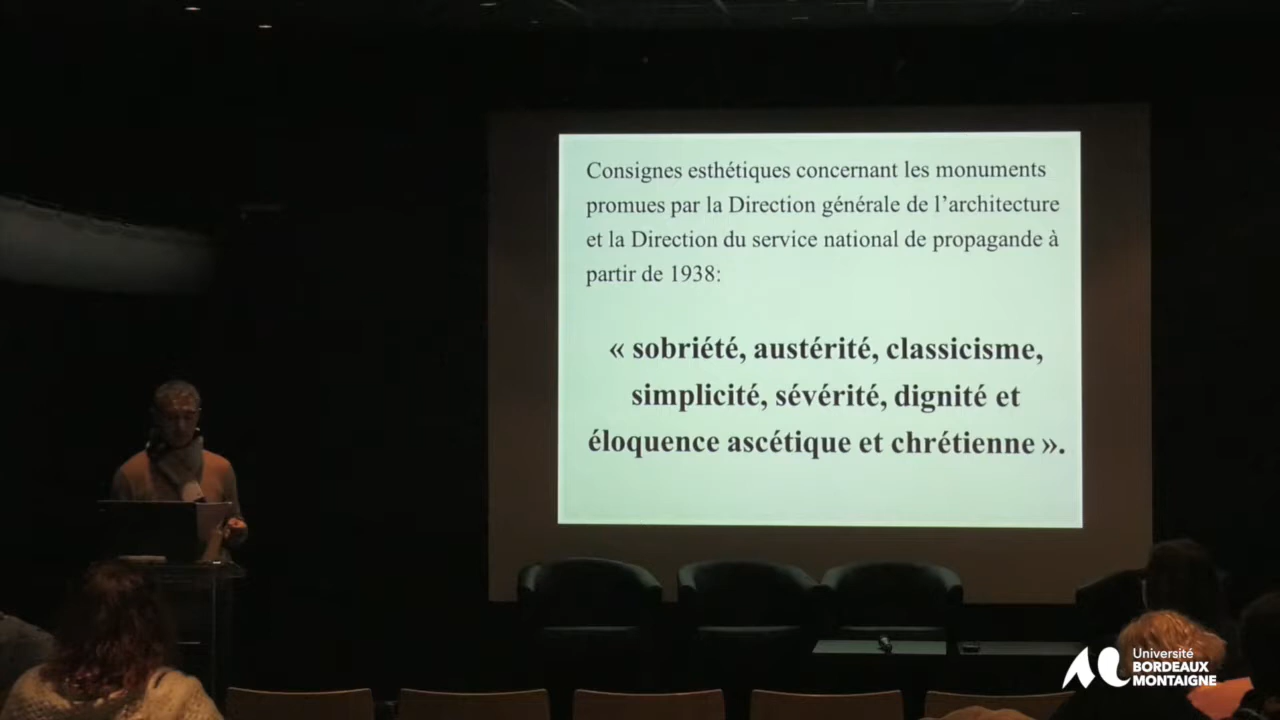 Consignes esthétiques concernant les monuments
promues par la Direction générale de l’architecture
et la Direction du service national de propagande à
partir de 1938:
« sobriété, austérité, classicisme,
simplicité, sévérité, dignité et
éloquence ascétique et chrétienne ».
Université
BORDEAUX
MONTAIGNE